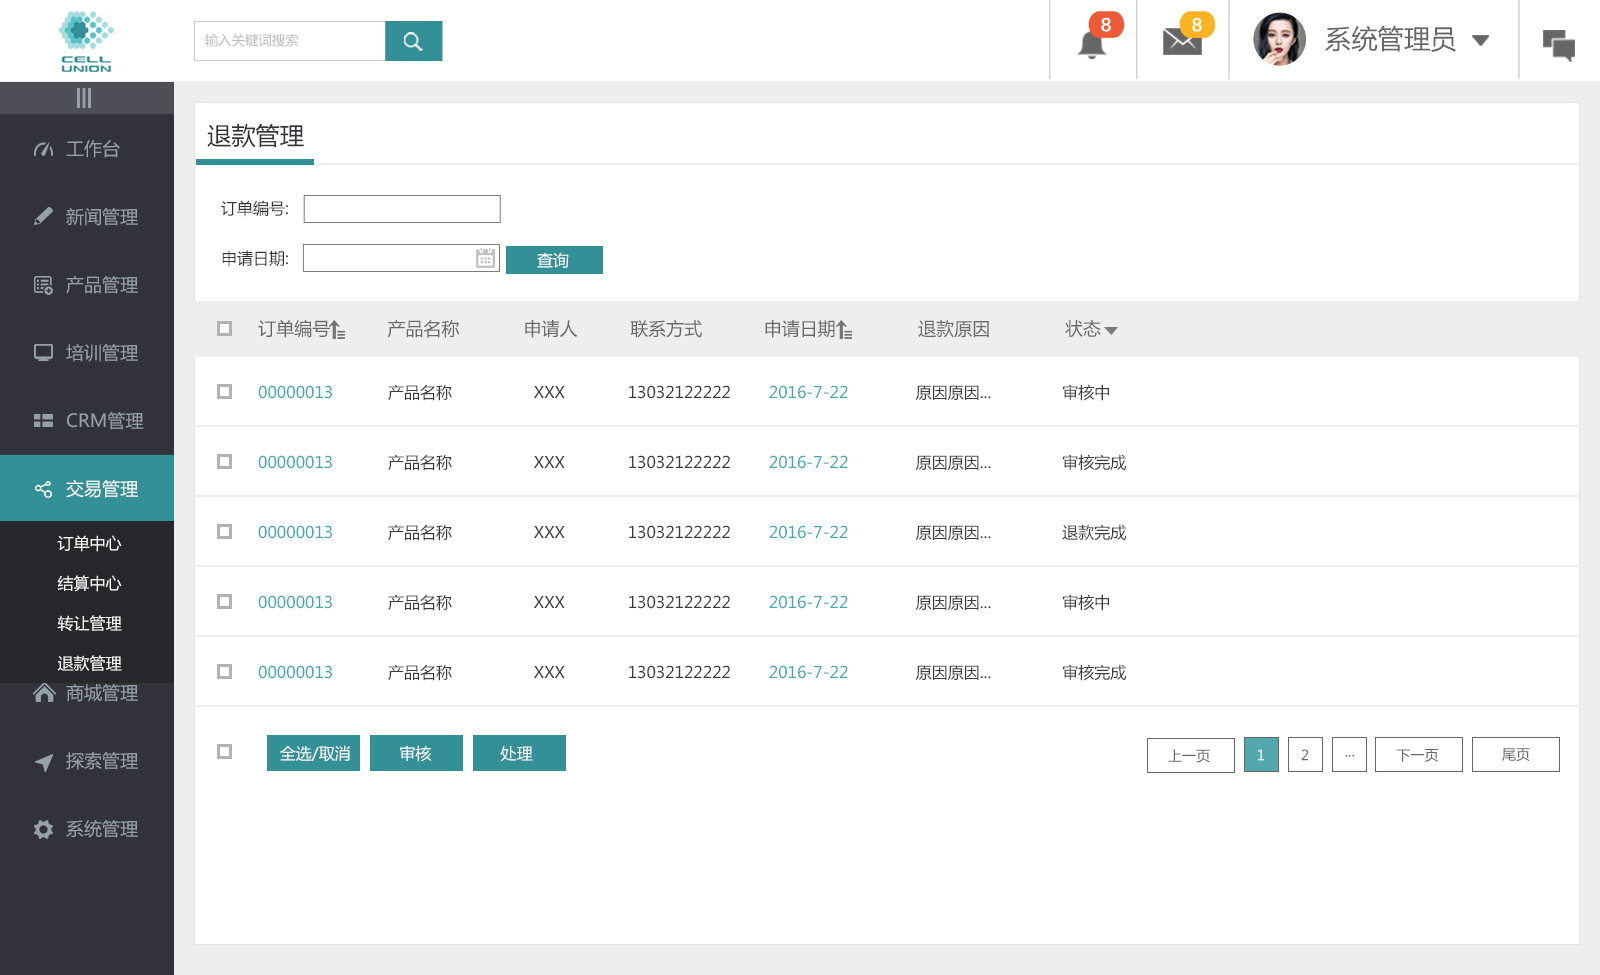 CELL
UNION
输入关键词搜索
8
8
系统管理员
工作台
新闻管理
产品管理
培训管理
CRM管理
交易管理
订单中心
结算中心
转让管理
退款管理
商城管理
探索管理
系统管理
退款管理
订单编号:
申请日期:
查询
订单编号 产品名称 申请人 联系方式 申请日期 退款原因 状态
00000013 产品名称 XXX 13032122222 2016-7-22 原因原因... 审核中
00000013 产品名称 XXX 13032122222 2016-7-22 原因原因... 审核完成
00000013 产品名称 XXX 13032122222 2016-7-22 原因原因... 退款完成
00000013 产品名称 XXX 13032122222 2016-7-22 原因原因... 审核中
00000013 产品名称 XXX 13032122222 2016-7-22 原因原因... 审核完成
全选/取消 审核 处理 上一页 1 2 ... 下一页 尾页